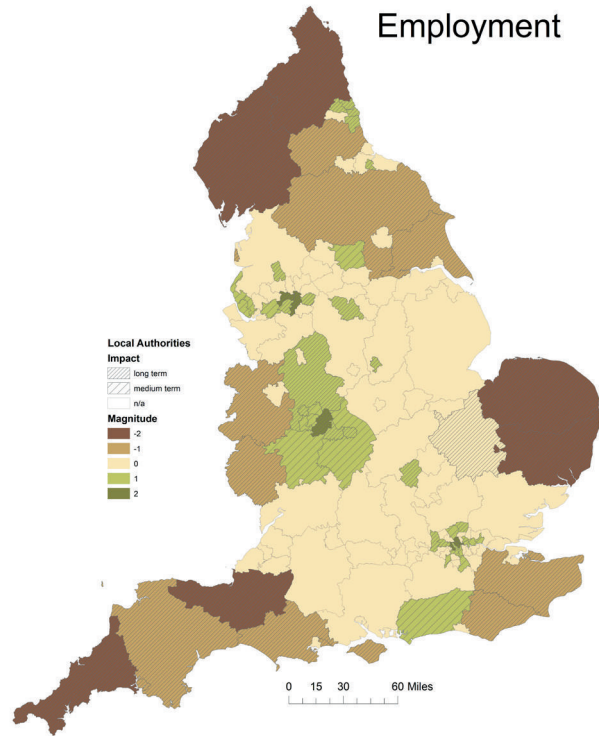 Employment
Local Authorities
Impact
long term
medium term
n/a
Magnitude
-2
-1
0
1
2
0 15 30 60 Miles